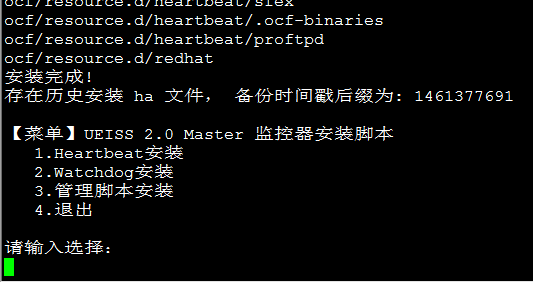 ocf/resource.d/heartbeat/sfex
ocf/resource.d/heartbeat/.ocf-binaries
ocf/resource.d/heartbeat/proftpd
ocf/resource.d/redhat
安装完成!
存在历史安装 ha 文件， 备份时间戳后缀为：1461377691
【菜单】UEISS 2.0 Master 监控器安装脚本
1.Heartbeat安装
2.Watchdog安装
3.管理脚本安装
4.退出
请输入选择：